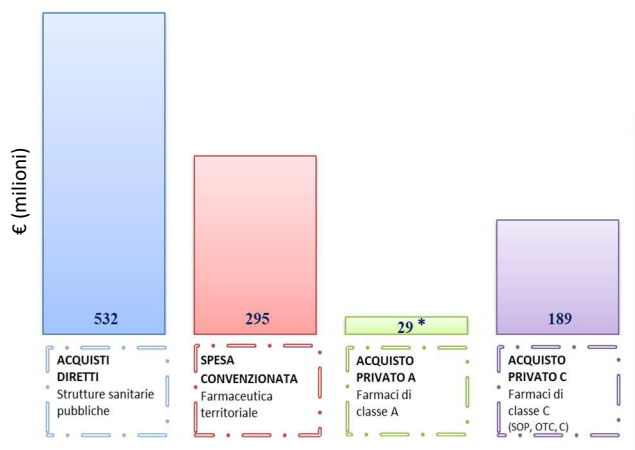 € (milioni)
532
295
29 *
189
ACQUISTI
DIRETTI
Strutture sanitarie
pubbliche
SPESA
CONVENZIONATA
Farmaceutica
territoriale
ACQUISTO
PRIVATO A
Farmaci di
classe A
ACQUISTO
PRIVATO C
Farmaci di
classe C
(SOP, OTC, C)